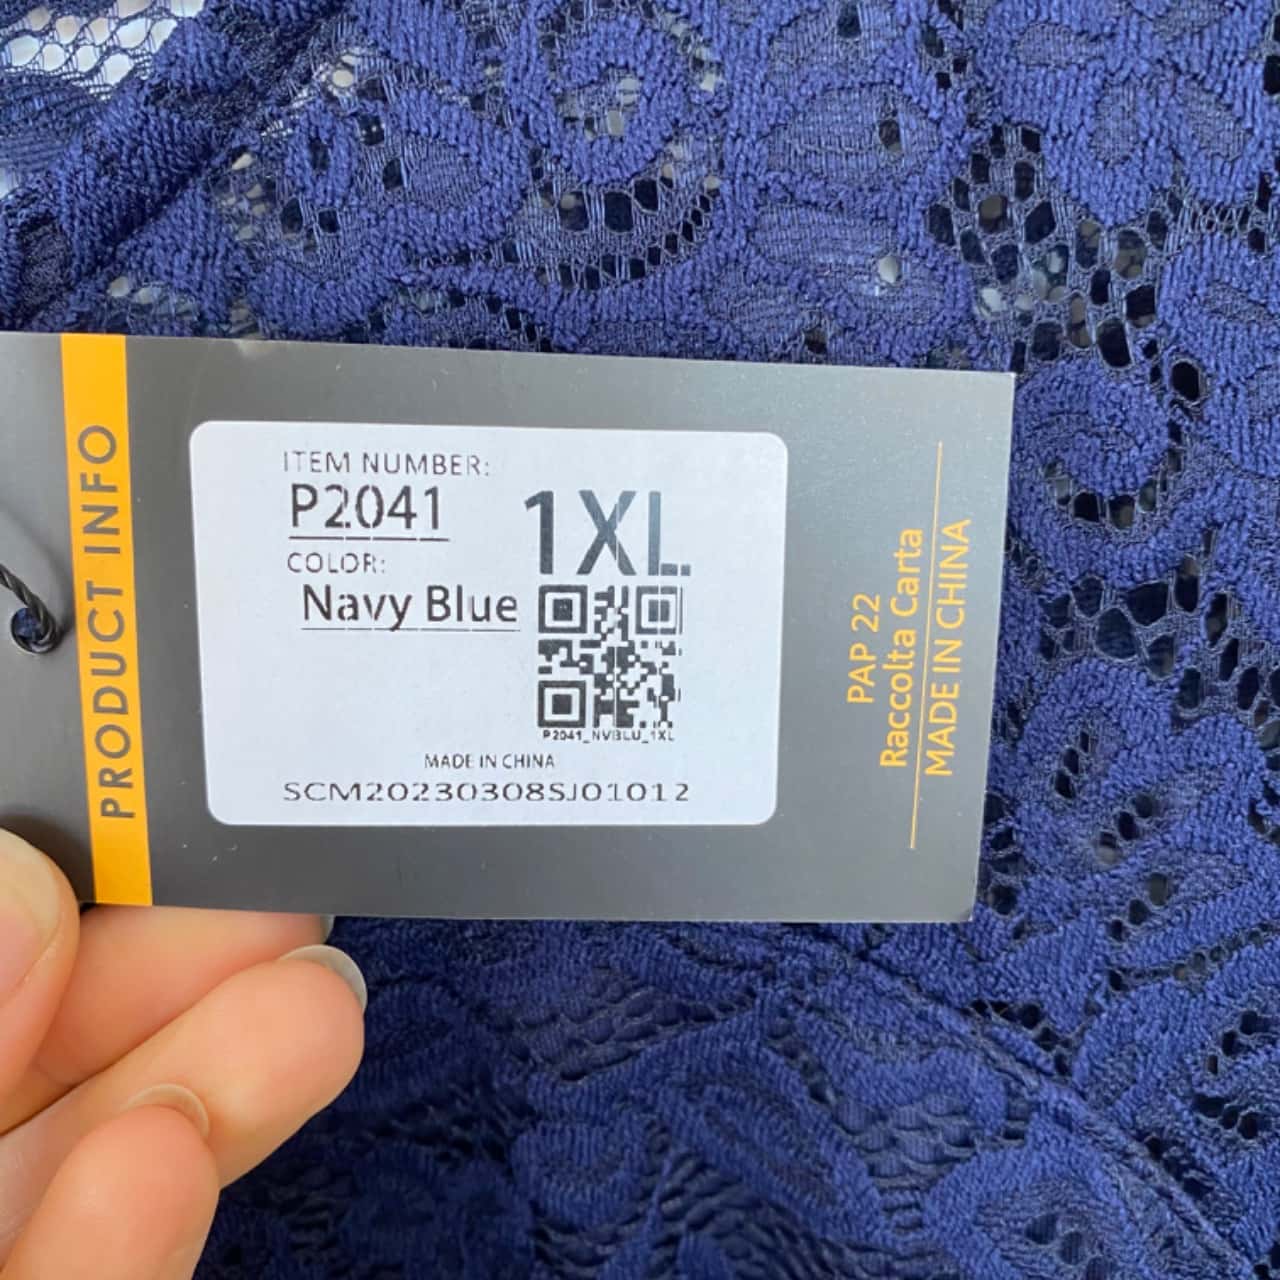 PRODUCT INFO
ITEM NUMBER:
P2041
1XL
COLOR:
Navy Blue
P2041_NVBLU_1XL
MADE IN CHINA
SCM20230308SJ01012
PAP 22
Raccolta Carta
MADE IN CHINA